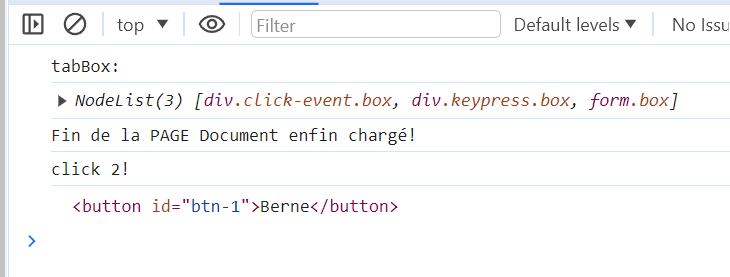 top ▼ Filter Default levels ▼ No Issu
tabBox:
▶ NodeList(3) [div.click-event.box, div.keypress.box, form.box]
Fin de la PAGE Document enfin chargé!
click 2!
<button id="btn-1">Berne</button>